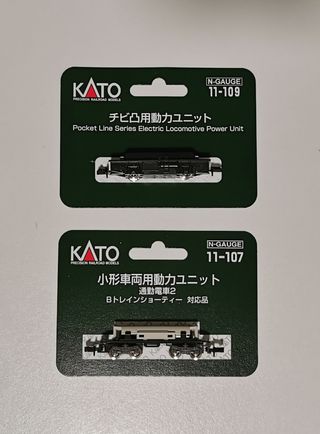 KATO
PRECISION RAILROAD MODELS
N-GAUGE
11-109
チビ凸用動力ユニット
Pocket Line Series Electric Locomotive Power Unit
KATO
PRECISION RAILROAD MODELS
N-GAUGE
11-107
小形車両用動力ユニット
通勤電車2
Bトレインショーティー 対応品